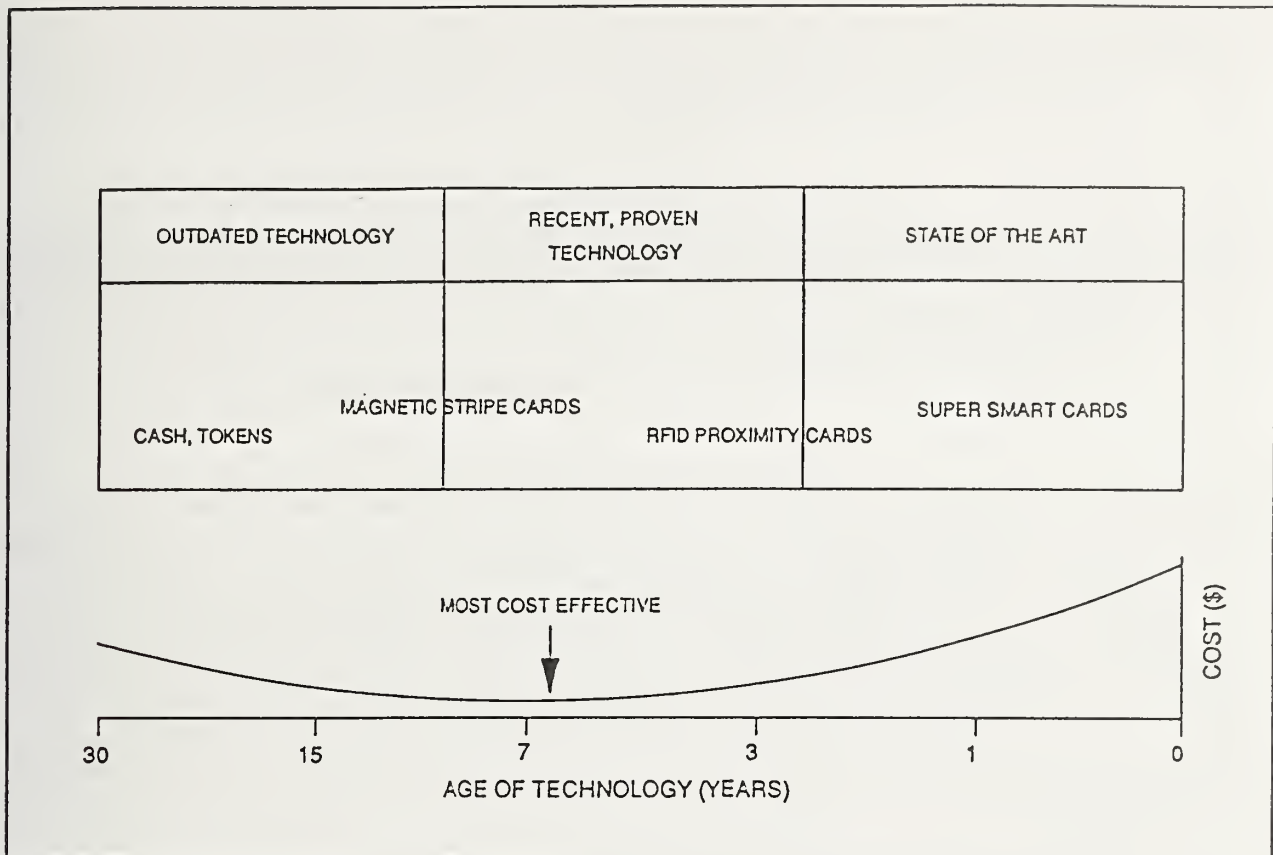 OUTDATED TECHNOLOGY
RECENT, PROVEN
TECHNOLOGY
STATE OF THE ART
MAGNETIC STRIPE CARDS
SUPER SMART CARDS
CASH, TOKENS
RFID PROXIMITY CARDS
MOST COST EFFECTIVE
COST ($)
30 15 7 3 1 0
AGE OF TECHNOLOGY (YEARS)